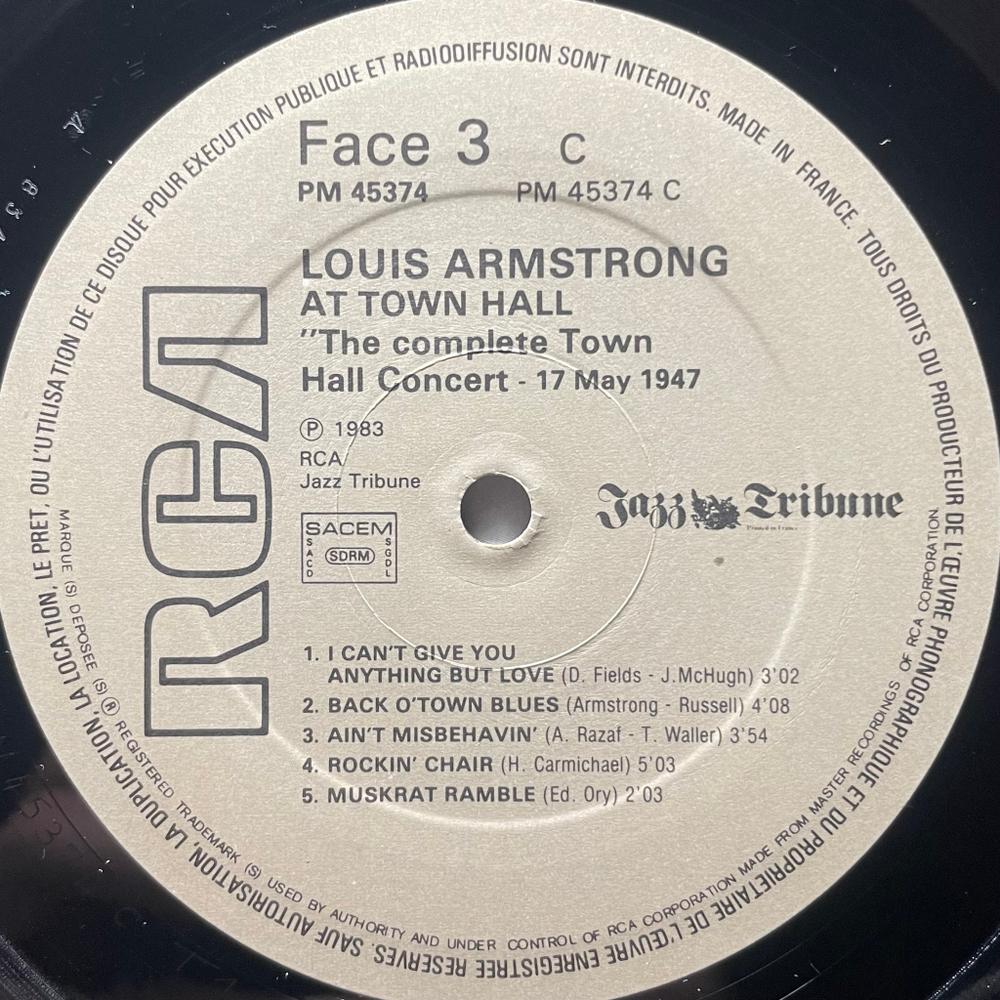 Face 3 C
PM 45374 PM 45374 C
LOUIS ARMSTRONG
AT TOWN HALL
"The complete Town
Hall Concert - 17 May 1947
Ⓟ 1983
RCA
Jazz Tribune
SACEM
SACD SDRM SGDL
RCA
Jazz Tribune
Printed in France
1. I CAN'T GIVE YOU
ANYTHING BUT LOVE (D. Fields - J.McHugh) 3'02
2. BACK O'TOWN BLUES (Armstrong - Russell) 4'08
3. AIN'T MISBEHAVIN' (A. Razaf - T. Waller) 3'54
4. ROCKIN' CHAIR (H. Carmichael) 5'03
5. MUSKRAT RAMBLE (Ed. Ory) 2'03
MADE IN FRANCE. TOUS DROITS DU PRODUCTEUR DE L'ŒUVRE PHONOGRAPHIQUE ET DU PROPRIETAIRE DE L'ŒUVRE ENREGISTREE RESERVES. SAUF AUTORISATION, LA DUPLICATION, LA LOCATION, LE PRET, OU L'UTILISATION DE CE DISQUE POUR EXECUTION PUBLIQUE ET RADIODIFFUSION SONT INTERDITS.
MARQUE (S) DEPOSEE (S) ® REGISTERED TRADEMARK (S) USED BY AUTHORITY AND UNDER CONTROL OF RCA CORPORATION MADE FROM MASTER RECORDINGS OF RCA CORPORATION